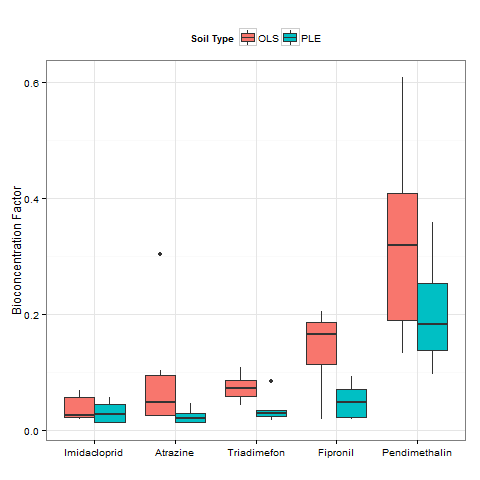 Soil Type OLS PLE
Bioconcentration Factor
0.6
0.4
0.2
0.0
Imidacloprid Atrazine Triadimefon Fipronil Pendimethalin